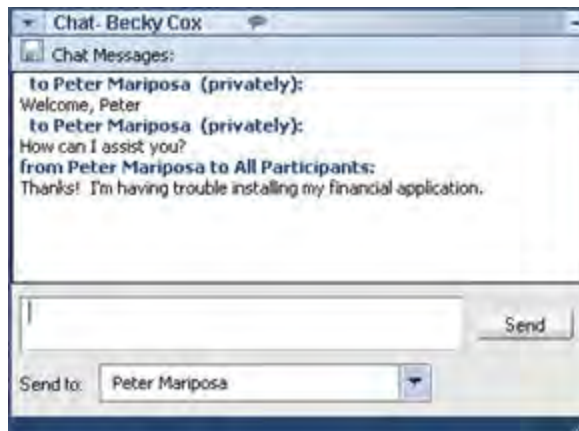 Chat- Becky Cox
Chat Messages:
to Peter Mariposa (privately):
Welcome, Peter
to Peter Mariposa (privately):
How can I assist you?
from Peter Mariposa to All Participants:
Thanks! I'm having trouble installing my financial application.
Send
Send to: Peter Mariposa